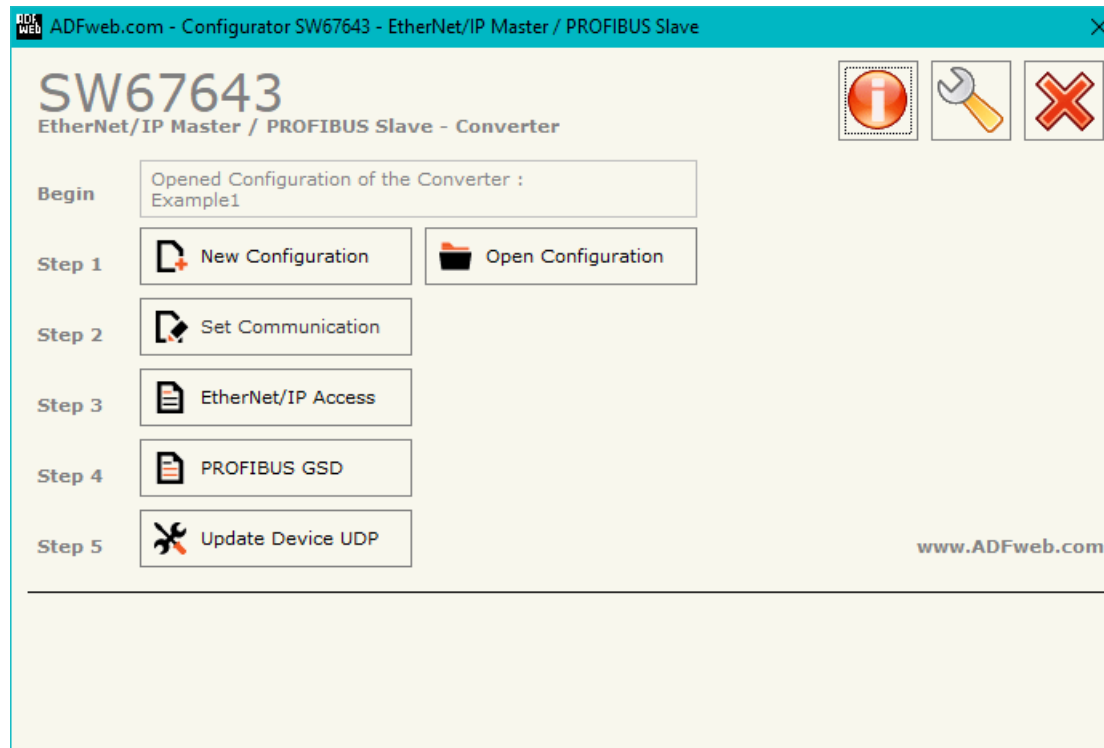 ADF WEB ADFweb.com - Configurator SW67643 - EtherNet/IP Master / PROFIBUS Slave
SW67643
EtherNet/IP Master / PROFIBUS Slave - Converter
Begin
Opened Configuration of the Converter :
Example1
Step 1
New Configuration
Open Configuration
Step 2
Set Communication
Step 3
EtherNet/IP Access
Step 4
PROFIBUS GSD
Step 5
Update Device UDP
www.ADFweb.com